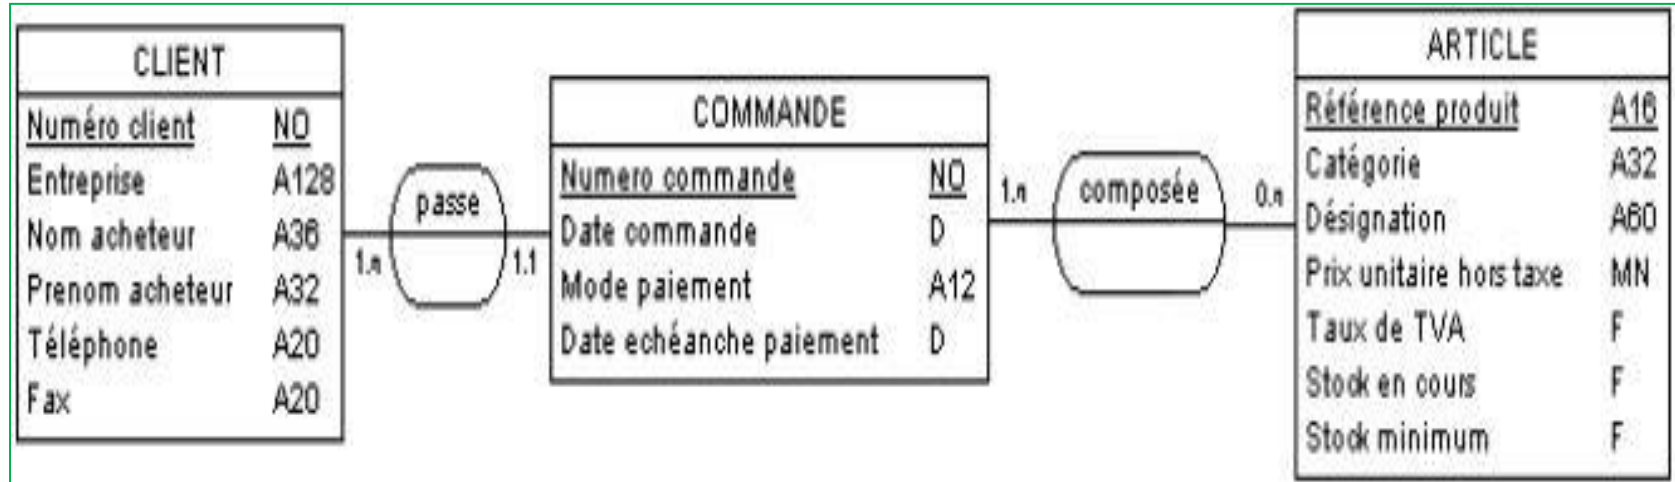 CLIENT
Numéro client NO
Entreprise A128
Nom acheteur A36
Prenom acheteur A32
Téléphone A20
Fax A20
1.n
passe
1.1
COMMANDE
Numero commande NO
Date commande D
Mode paiement A12
Date echéanche paiement D
1.n
composée
0.n
ARTICLE
Référence produit A16
Catégorie A32
Désignation A60
Prix unitaire hors taxe MN
Taux de TVA F
Stock en cours F
Stock minimum F